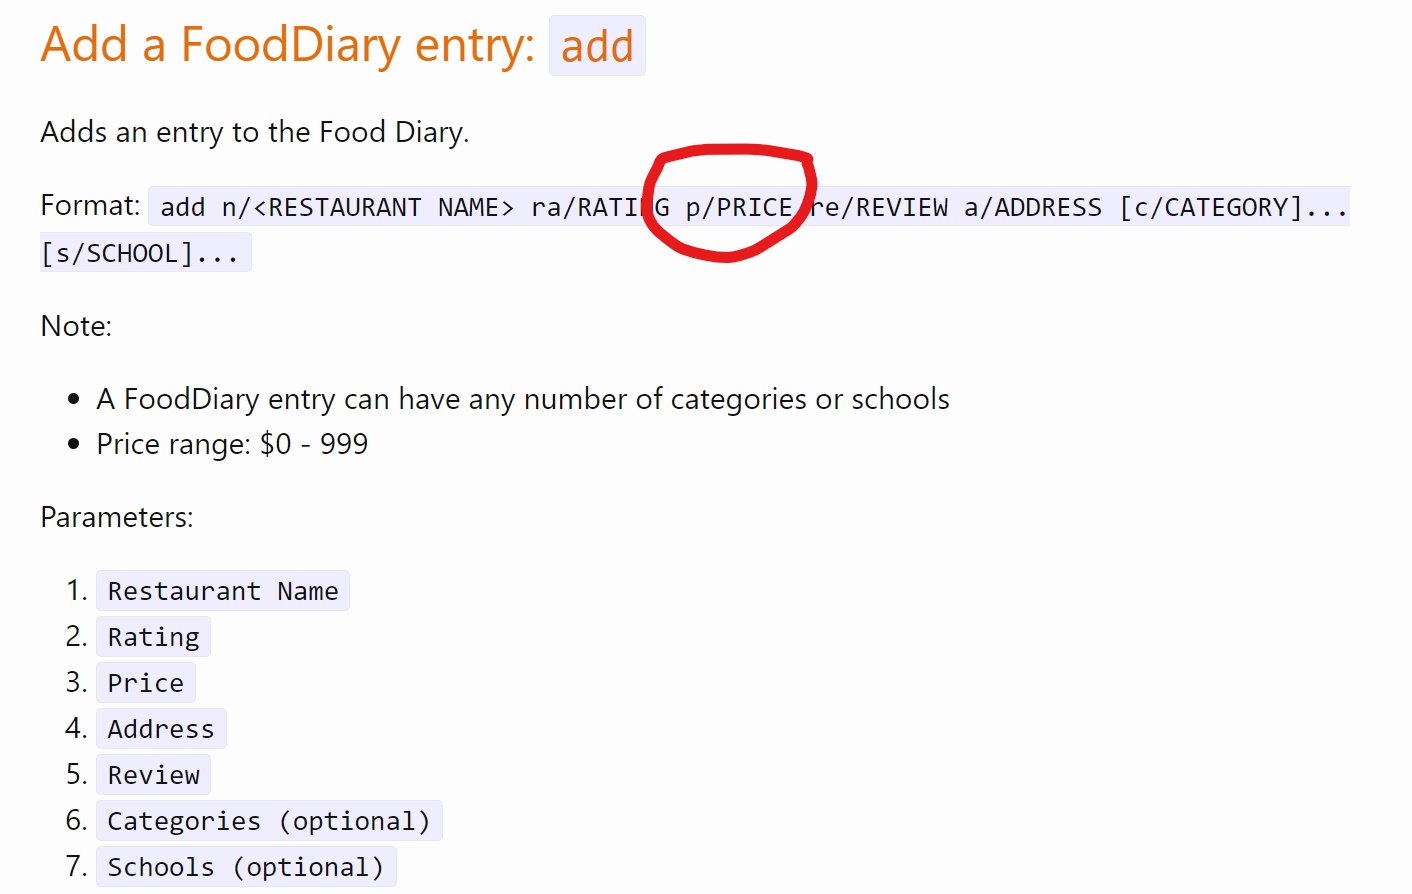 Add a FoodDiary entry: add
Adds an entry to the Food Diary.
Format: add n/<RESTAURANT NAME> ra/RATING p/PRICE re/REVIEW a/ADDRESS [c/CATEGORY]...
[s/SCHOOL]...
Note:
• A FoodDiary entry can have any number of categories or schools
• Price range: $0 - 999
Parameters:
1. Restaurant Name
2. Rating
3. Price
4. Address
5. Review
6. Categories (optional)
7. Schools (optional)